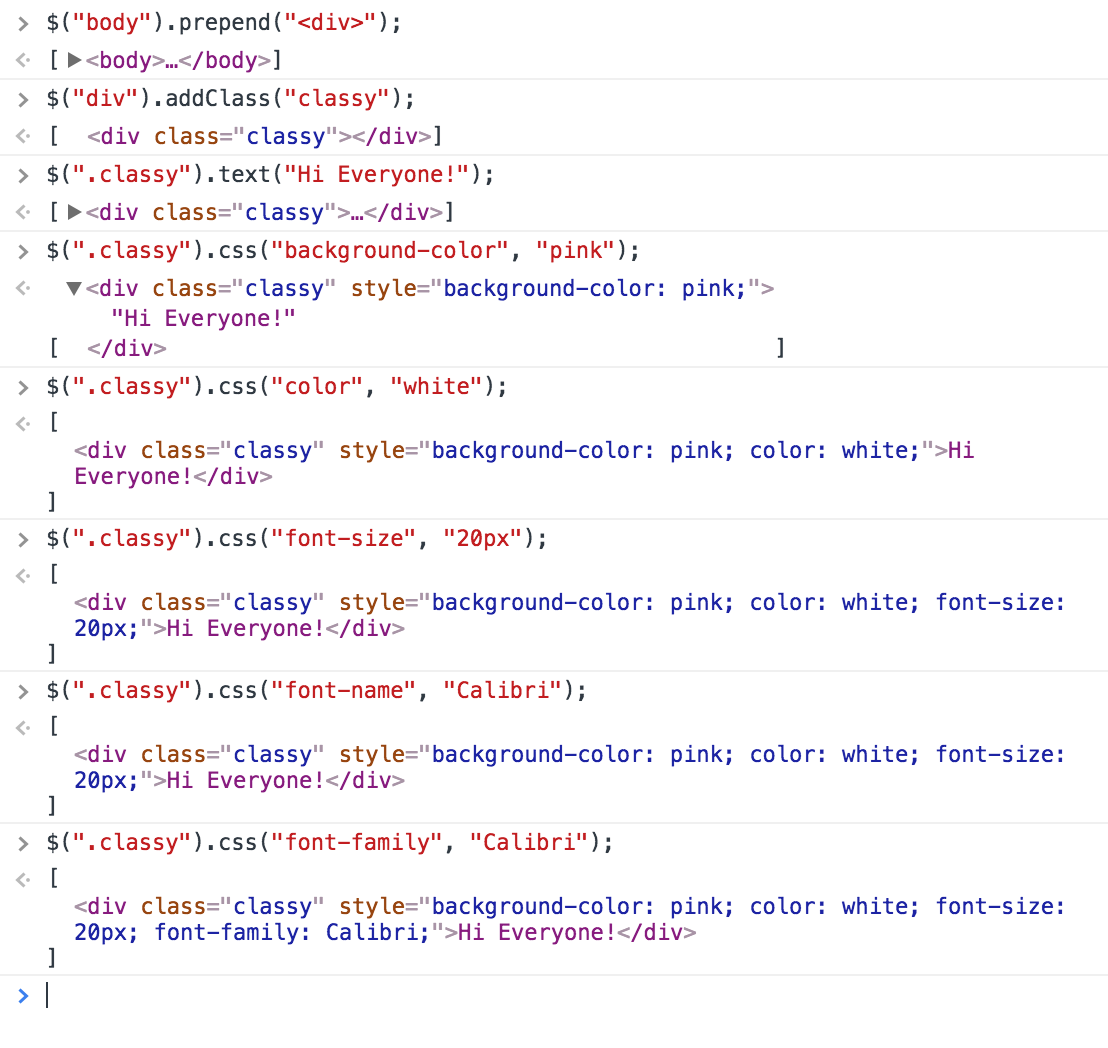 > $("body").prepend("<div>");
<· [ ▶<body>…</body>]
> $("div").addClass("classy");
<· [ <div class="classy"></div>]
> $(".classy").text("Hi Everyone!");
<· [ ▶<div class="classy">…</div>]
> $(".classy").css("background-color", "pink");
<· ▼<div class="classy" style="background-color: pink;">
"Hi Everyone!"
[ </div> ]
> $(".classy").css("color", "white");
<· [
<div class="classy" style="background-color: pink; color: white;">Hi
Everyone!</div>
]
> $(".classy").css("font-size", "20px");
<· [
<div class="classy" style="background-color: pink; color: white; font-size:
20px;">Hi Everyone!</div>
]
> $(".classy").css("font-name", "Calibri");
<· [
<div class="classy" style="background-color: pink; color: white; font-size:
20px;">Hi Everyone!</div>
]
> $(".classy").css("font-family", "Calibri");
<· [
<div class="classy" style="background-color: pink; color: white; font-size:
20px; font-family: Calibri;">Hi Everyone!</div>
]
>